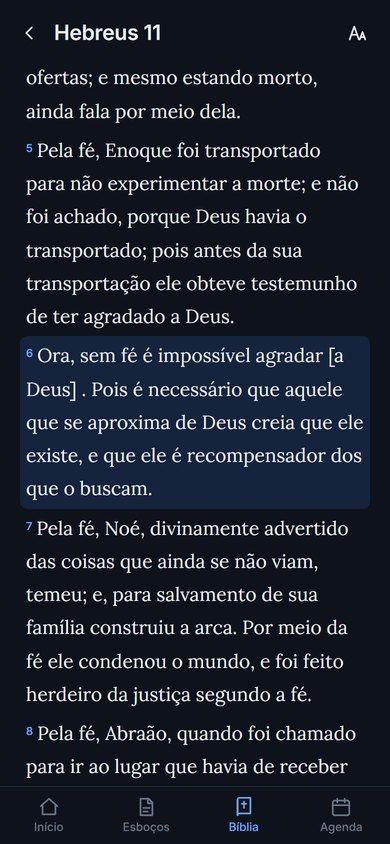 Hebreus 11
AA
ofertas; e mesmo estando morto,
ainda fala por meio dela.
5 Pela fé, Enoque foi transportado
para não experimentar a morte; e não
foi achado, porque Deus havia o
transportado; pois antes da sua
transportação ele obteve testemunho
de ter agradado a Deus.
6 Ora, sem fé é impossível agradar [a
Deus] . Pois é necessário que aquele
que se aproxima de Deus creia que ele
existe, e que ele é recompensador dos
que o buscam.
7 Pela fé, Noé, divinamente advertido
das coisas que ainda se não viam,
temeu; e, para salvamento de sua
família construiu a arca. Por meio da
fé ele condenou o mundo, e foi feito
herdeiro da justiça segundo a fé.
8 Pela fé, Abraão, quando foi chamado
para ir ao lugar que havia de receber
Início Esboços Bíblia Agenda